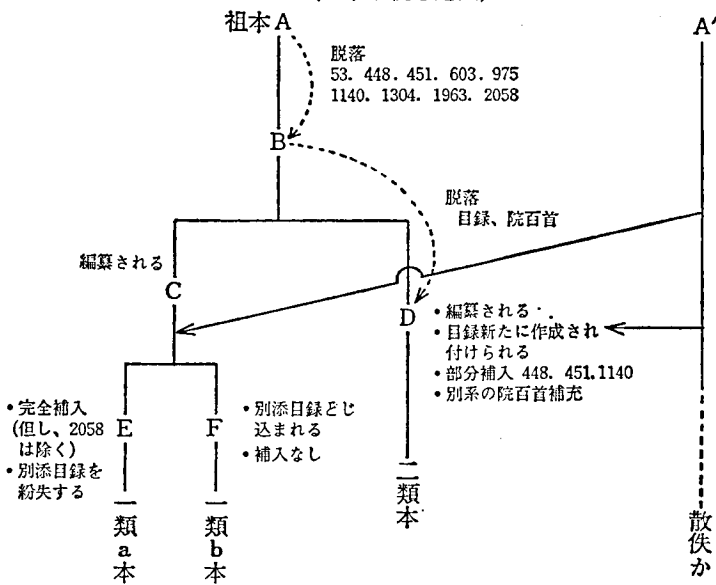 祖本 A
A′
脱落
53. 448. 451. 603. 975
1140. 1304. 1963. 2058
B
脱落
目録、院百首
編纂される
C
D
• 編纂される
• 目録新たに作成され
付けられる
• 部分補入 448. 451.1140
• 別系の院百首補充
• 完全補入
(但し、2058
は除く)
• 別添目録を
紛失する
E
F
• 別添目録とじ
込まれる
• 補入なし
一類a本
一類b本
二類本
散佚か